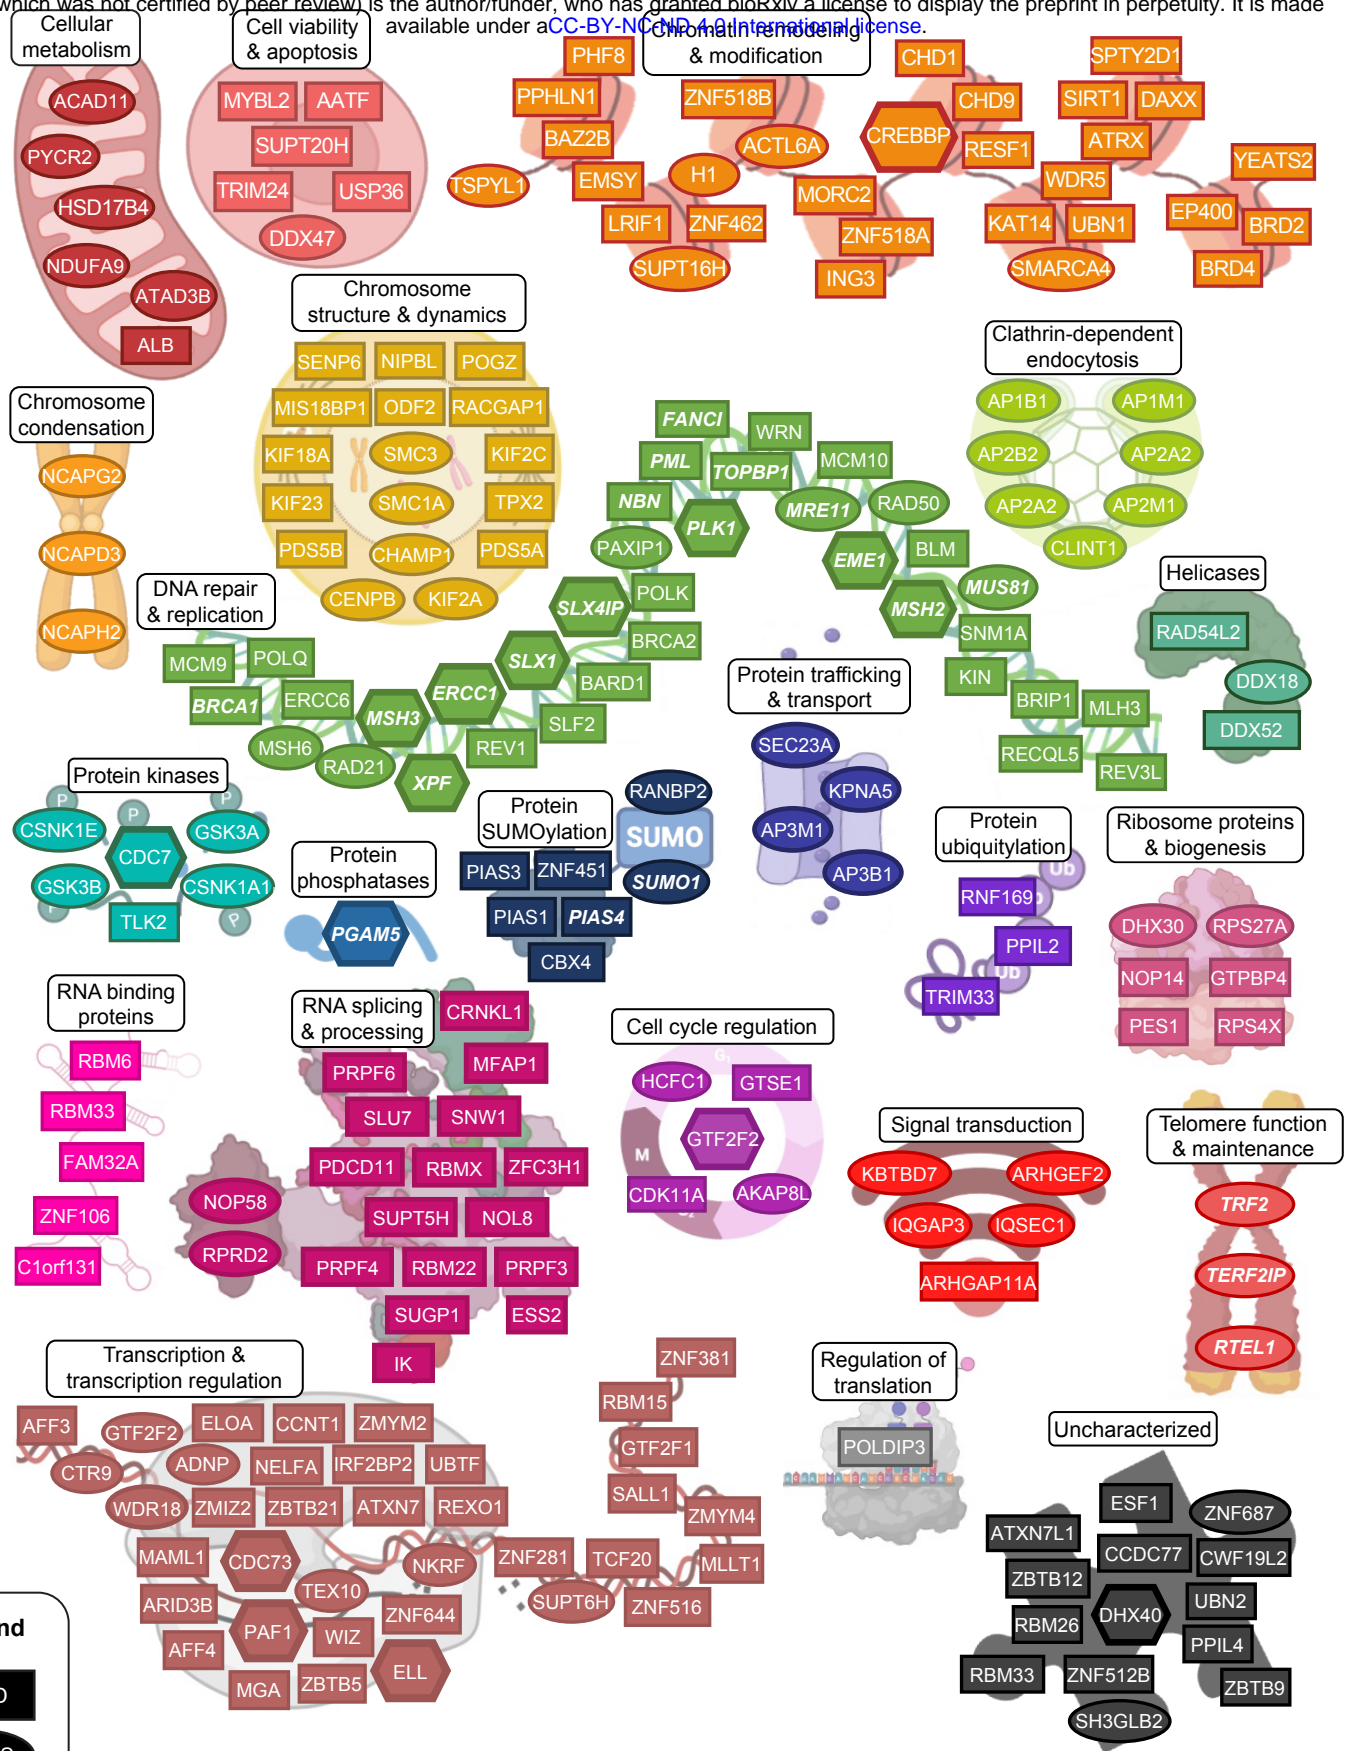 which was not certified by peer review) is the author/funder, who has granted bioRxiv a license to display the preprint in perpetuity. It is made
available under aCC-BY-NC-ND 4.0 International license.
Cellular
metabolism
ACAD11
PYCR2
HSD17B4
NDUFA9
ATAD3B
ALB
Cell viability
& apoptosis
MYBL2
AATF
SUPT20H
TRIM24
USP36
DDX47
Chromatin remodeling
& modification
PHF8
PPHLN1
BAZ2B
TSPYL1
EMSY
LRIF1
ZNF462
SUPT16H
ZNF518B
ACTL6A
H1
MORC2
ZNF518A
ING3
CHD1
CHD9
CREBBP
RESF1
SPTY2D1
SIRT1
DAXX
ATRX
WDR5
KAT14
UBN1
SMARCA4
YEATS2
EP400
BRD2
BRD4
Chromosome
structure & dynamics
SENP6
NIPBL
POGZ
MIS18BP1
ODF2
RACGAP1
KIF18A
SMC3
KIF2C
KIF23
SMC1A
TPX2
PDS5B
CHAMP1
PDS5A
CENPB
KIF2A
Clathrin-dependent
endocytosis
AP1B1
AP1M1
AP2B2
AP2A2
AP2A2
AP2M1
CLINT1
Chromosome
condensation
NCAPG2
NCAPD3
NCAPH2
DNA repair
& replication
MCM9
POLQ
BRCA1
ERCC6
MSH6
RAD21
MSH3
ERCC1
XPF
REV1
SLX1
SLF2
BARD1
SLX4IP
BRCA2
POLK
PAXIP1
NBN
PML
FANCI
TOPBP1
PLK1
WRN
MCM10
MRE11
RAD50
EME1
BLM
MSH2
MUS81
SNM1A
KIN
BRIP1
MLH3
RECQL5
REV3L
Helicases
RAD54L2
DDX18
DDX52
Protein trafficking
& transport
SEC23A
KPNA5
AP3M1
AP3B1
Protein kinases
P
P
P
CSNK1E
GSK3A
CDC7
GSK3B
CSNK1A1
TLK2
P
P
Protein
phosphatases
PGAM5
Protein
SUMOylation
RANBP2
SUMO
PIAS3
ZNF451
SUMO1
PIAS1
PIAS4
CBX4
Protein
ubiquitylation
Ub
RNF169
PPIL2
Ub
TRIM33
Ribosome proteins
& biogenesis
DHX30
RPS27A
NOP14
GTPBP4
PES1
RPS4X
RNA binding
proteins
RBM6
RBM33
FAM32A
ZNF106
C1orf131
RNA splicing
& processing
CRNKL1
PRPF6
MFAP1
SLU7
SNW1
PDCD11
RBMX
ZFC3H1
NOP58
SUPT5H
NOL8
RPRD2
PRPF4
RBM22
PRPF3
SUGP1
ESS2
IK
Cell cycle regulation
G₁
HCFC1
GTSE1
GTF2F2
M
CDK11A
AKAP8L
Signal transduction
KBTBD7
ARHGEF2
IQGAP3
IQSEC1
ARHGAP11A
Telomere function
& maintenance
TRF2
TERF2IP
RTEL1
Transcription &
transcription regulation
AFF3
GTF2F2
ELOA
CCNT1
ZMYM2
CTR9
ADNP
NELFA
IRF2BP2
UBTF
WDR18
ZMIZ2
ZBTB21
ATXN7
REXO1
MAML1
CDC73
NKRF
TEX10
ARID3B
ZNF644
PAF1
WIZ
AFF4
ELL
MGA
ZBTB5
ZNF381
RBM15
GTF2F1
SALL1
ZMYM4
ZNF281
TCF20
MLLT1
SUPT6H
ZNF516
Regulation of
translation
POLDIP3
Uncharacterized
ESF1
ZNF687
ATXN7L1
CCDC77
CWF19L2
ZBTB12
UBN2
RBM26
DHX40
PPIL4
RBM33
ZNF512B
ZBTB9
SH3GLB2
nd